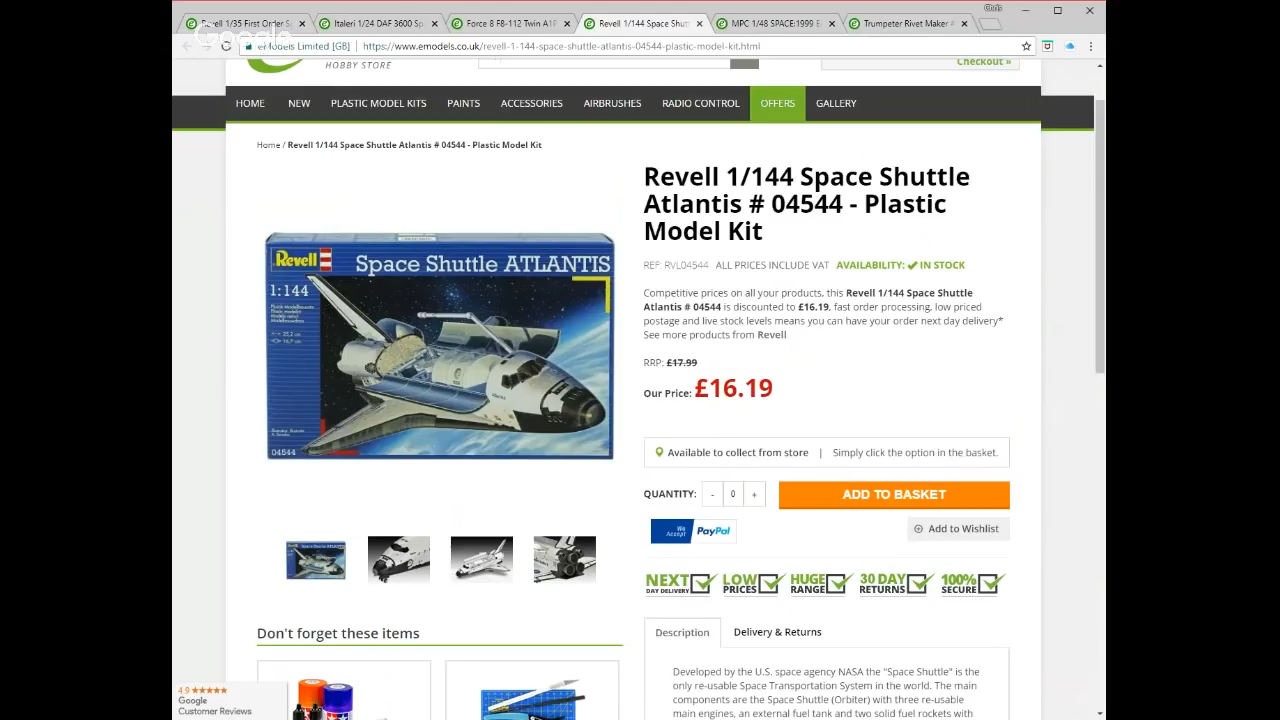 Chris
Revell 1/35 First Order S
Italeri 1/24 DAF 3600 Sp
Force 8 F8-112 Twin A1R
Revell 1/144 Space Shutt
MPC 1/48 SPACE:1999 E
Trumpeter Rivet Maker #
Google
eModels Limited [GB]
https://www.emodels.co.uk/revell-1-144-space-shuttle-atlantis-04544-plastic-model-kit.html
HOBBY STORE
Checkout »
HOME NEW PLASTIC MODEL KITS PAINTS ACCESSORIES AIRBRUSHES RADIO CONTROL OFFERS GALLERY
Home / Revell 1/144 Space Shuttle Atlantis # 04544 - Plastic Model Kit
Revell
Space Shuttle ATLANTIS
1:144
04544
Revell 1/144 Space Shuttle
Atlantis # 04544 - Plastic
Model Kit
REF: RVL04544 ALL PRICES INCLUDE VAT AVAILABILITY: IN STOCK
Competitive prices on all your products, this Revell 1/144 Space Shuttle
Atlantis # 04544 is discounted to £16.19, fast order processing, low priced
postage and live stock levels means you can have your order next day delivery*
See more products from Revell
RRP: £17.99
Our Price: £16.19
Available to collect from store | Simply click the option in the basket.
QUANTITY: - 0 + ADD TO BASKET
We
Accept
PayPal
Add to Wishlist
NEXT
DAY DELIVERY
LOW
PRICES
HUGE
RANGE
30 DAY
RETURNS
100%
SECURE
Don't forget these items
Description
Delivery & Returns
Developed by the U.S. space agency NASA the "Space Shuttle" is the
only re-usable Space Transportation System in the world. The main
components are the Space Shuttle (Orbiter) with three re-usable
main engines, an external fuel tank and two solid fuel rockets with
4.9 ★★★★★
Google
Customer Reviews